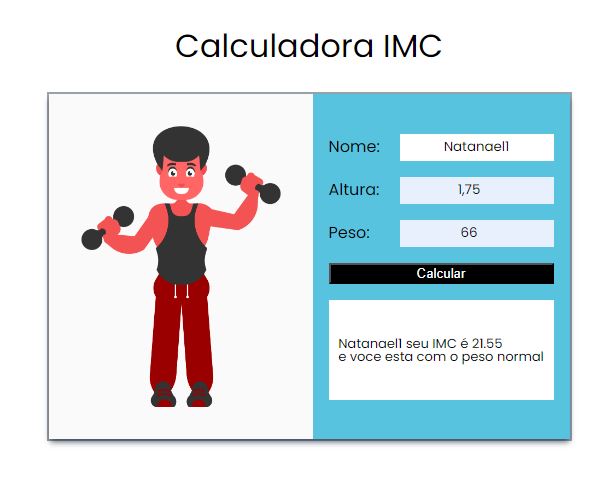 Calculadora IMC
Nome: Natanael1
Altura: 1,75
Peso: 66
Calcular
Natanael1 seu IMC é 21.55
e voce esta com o peso normal